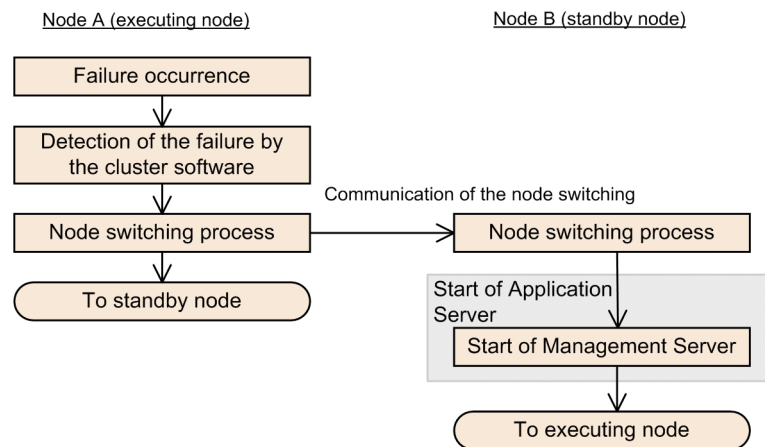 Node A (executing node)
Node B (standby node)
Failure occurrence
Detection of the failure by
the cluster software
Communication of the node switching
Node switching process
Node switching process
To standby node
Start of Application
Server
Start of Management Server
To executing node